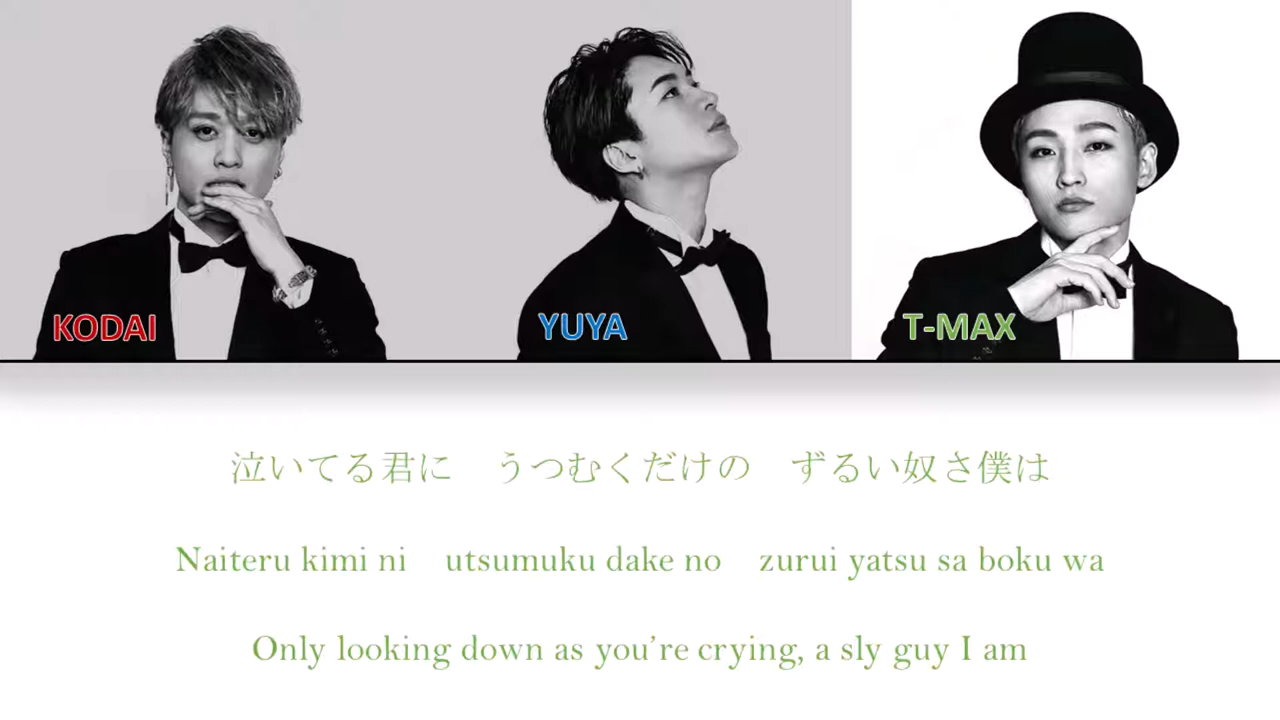 KODAI
YUYA
T-MAX
泣いてる君に　うつむくだけの　ずるい奴さ僕は
Naiteru kimi ni　utsumuku dake no　zurui yatsu sa boku wa
Only looking down as you’re crying, a sly guy I am